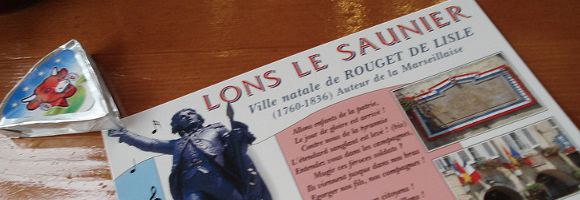 LONS LE SAUNIER
Ville natale de ROUGET DE LISLE
(1760-1836) Auteur de la Marseillaise
Allons enfants de la patrie,
Le jour de gloire est arrivé !
Contre nous de la tyrannie
L'étendard sanglant est levé ! (bis)
Entendez vous dans les campagnes
Mugir ces féroces soldats ?
Ils viennent jusque dans nos bras
Egorger nos fils, nos compagnes !
citoyens !